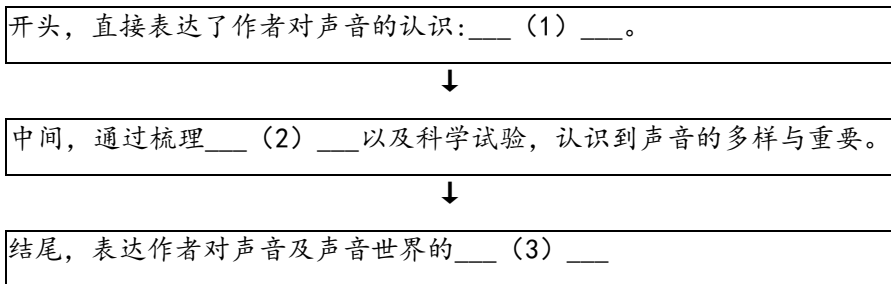 开头，直接表达了作者对声音的认识:___（1）___。
↓
中间，通过梳理___（2）___以及科学试验，认识到声音的多样与重要。
↓
结尾，表达作者对声音及声音世界的___（3）___